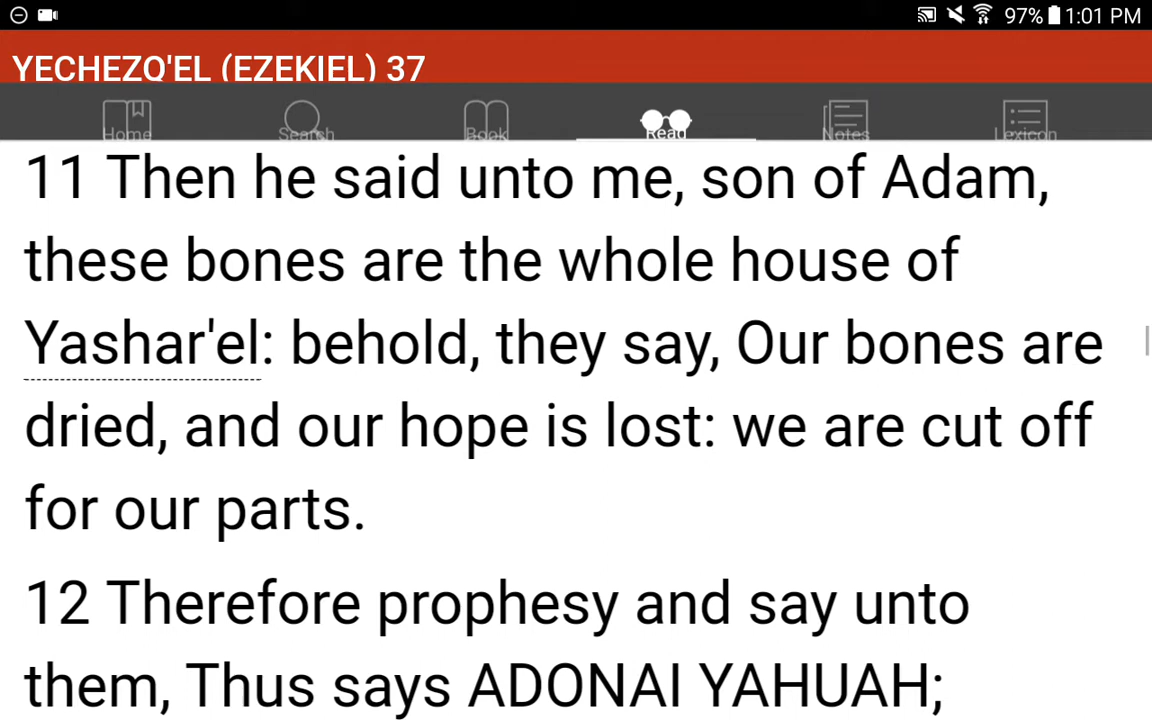 97% 1:01 PM
YECHEZQ'EL (EZEKIEL) 37
Home Search Book Read Notes Lexicon
11 Then he said unto me, son of Adam,
these bones are the whole house of
Yashar'el: behold, they say, Our bones are
dried, and our hope is lost: we are cut off
for our parts.
12 Therefore prophesy and say unto
them, Thus says ADONAI YAHUAH;